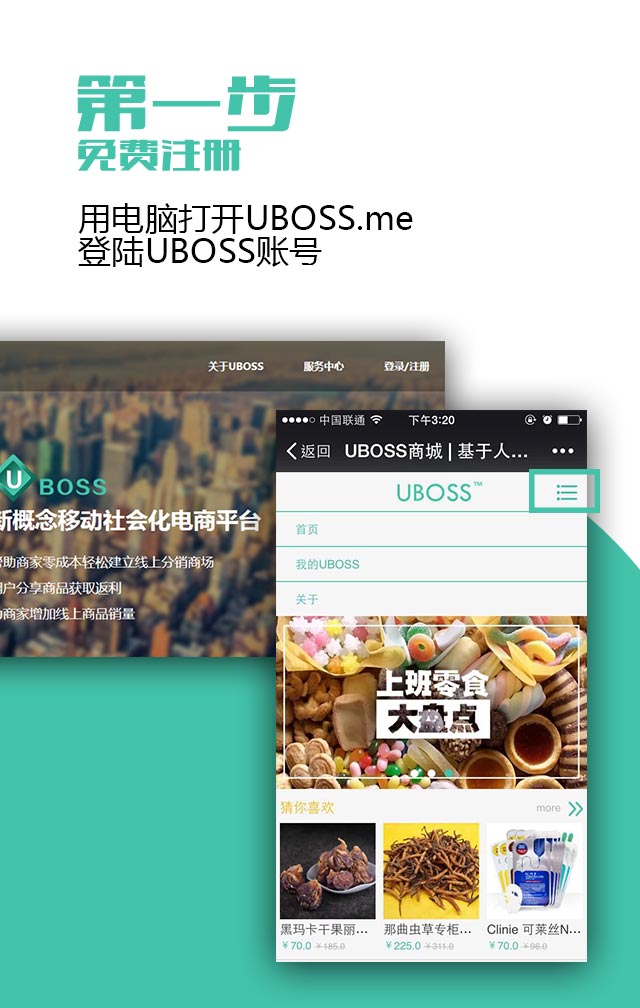 第一步
免费注册
用电脑打开UBOSS.me
登陆UBOSS账号
关于UBOSS 服务中心 登录/注册
U BOSS
新概念移动社会化电商平台
帮助商家零成本轻松建立线上分销商场
用户分享商品获取返利
为商家增加线上商品销量
中国联通 下午3:20
返回 UBOSS商城 | 基于人... •••
UBOSS™
首页
我的UBOSS
关于
上班零食
大盘点
猜你喜欢 more
黑玛卡干果丽... 那曲虫草专柜... Clinie 可莱丝N...
￥70.0 ￥185.0 ￥225.0 ￥311.0 ￥70.0 ￥96.0